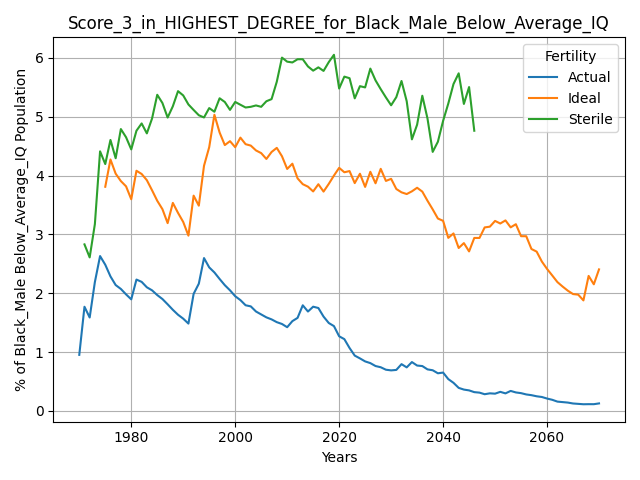 Score_3_in_HIGHEST_DEGREE_for_Black_Male_Below_Average_IQ
% of Black_Male Below_Average_IQ Population
6
5
4
3
2
1
0
Fertility
Actual
Ideal
Sterile
1980 2000 2020 2040 2060
Years